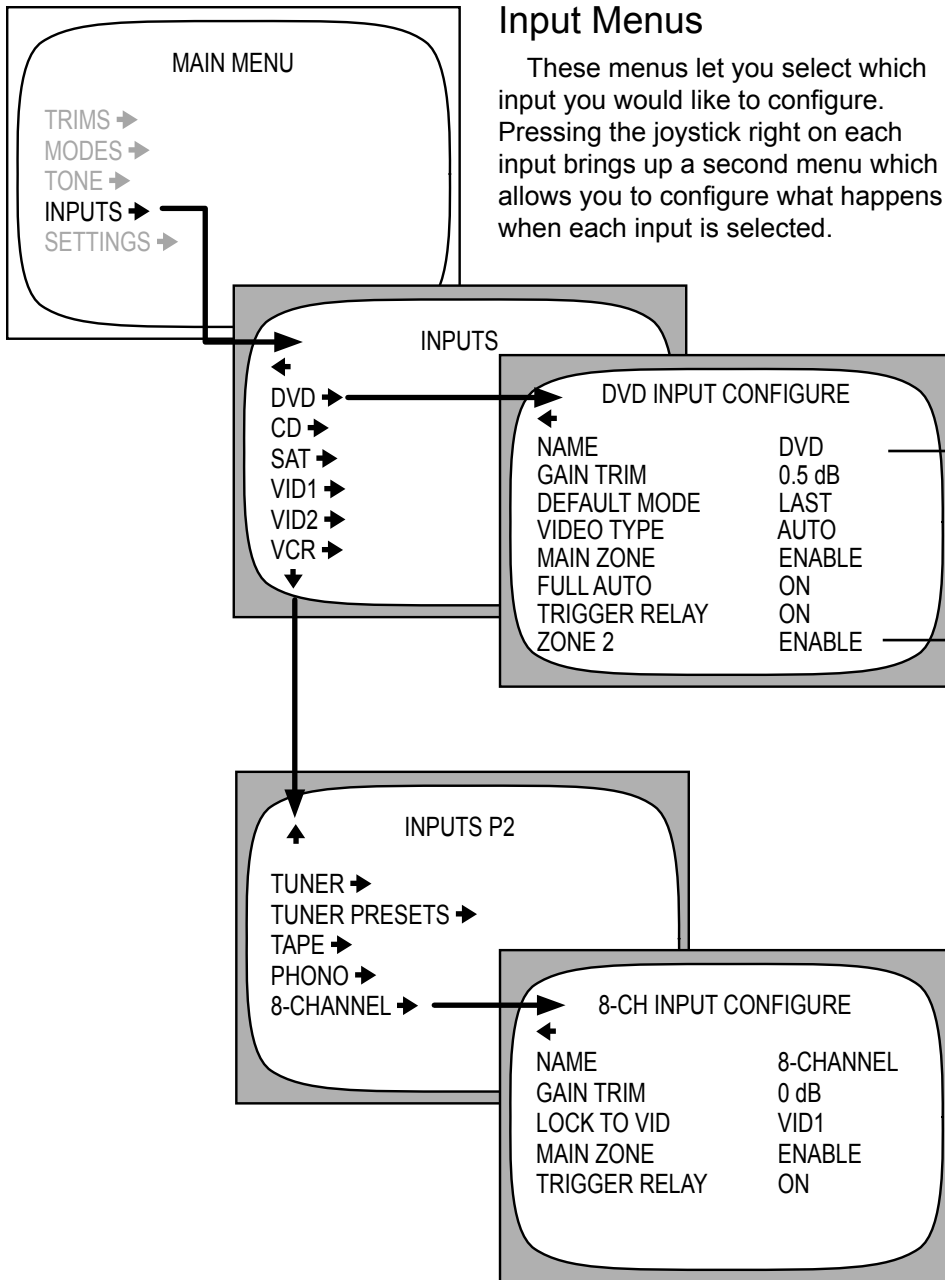 Input Menus
These menus let you select which
input you would like to configure.
Pressing the joystick right on each
input brings up a second menu which
allows you to configure what happens
when each input is selected.
MAIN MENU
TRIMS
MODES
TONE
INPUTS
SETTINGS
INPUTS
DVD
CD
SAT
VID1
VID2
VCR
DVD INPUT CONFIGURE
NAME DVD
GAIN TRIM 0.5 dB
DEFAULT MODE LAST
VIDEO TYPE AUTO
MAIN ZONE ENABLE
FULL AUTO ON
TRIGGER RELAY ON
ZONE 2 ENABLE
INPUTS P2
TUNER
TUNER PRESETS
TAPE
PHONO
8-CHANNEL
8-CH INPUT CONFIGURE
NAME 8-CHANNEL
GAIN TRIM 0 dB
LOCK TO VID VID1
MAIN ZONE ENABLE
TRIGGER RELAY ON